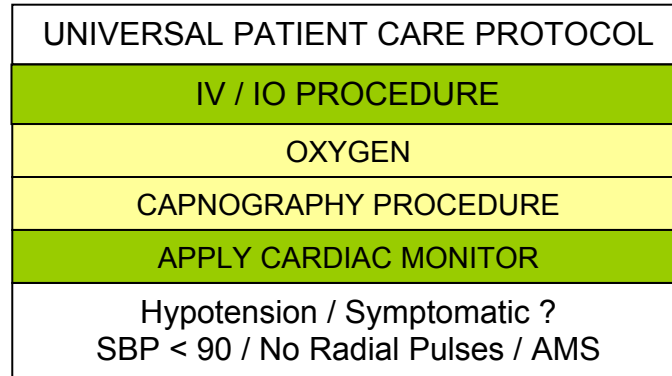 UNIVERSAL PATIENT CARE PROTOCOL
IV / IO PROCEDURE
OXYGEN
CAPNOGRAPHY PROCEDURE
APPLY CARDIAC MONITOR
Hypotension / Symptomatic ?
SBP < 90 / No Radial Pulses / AMS